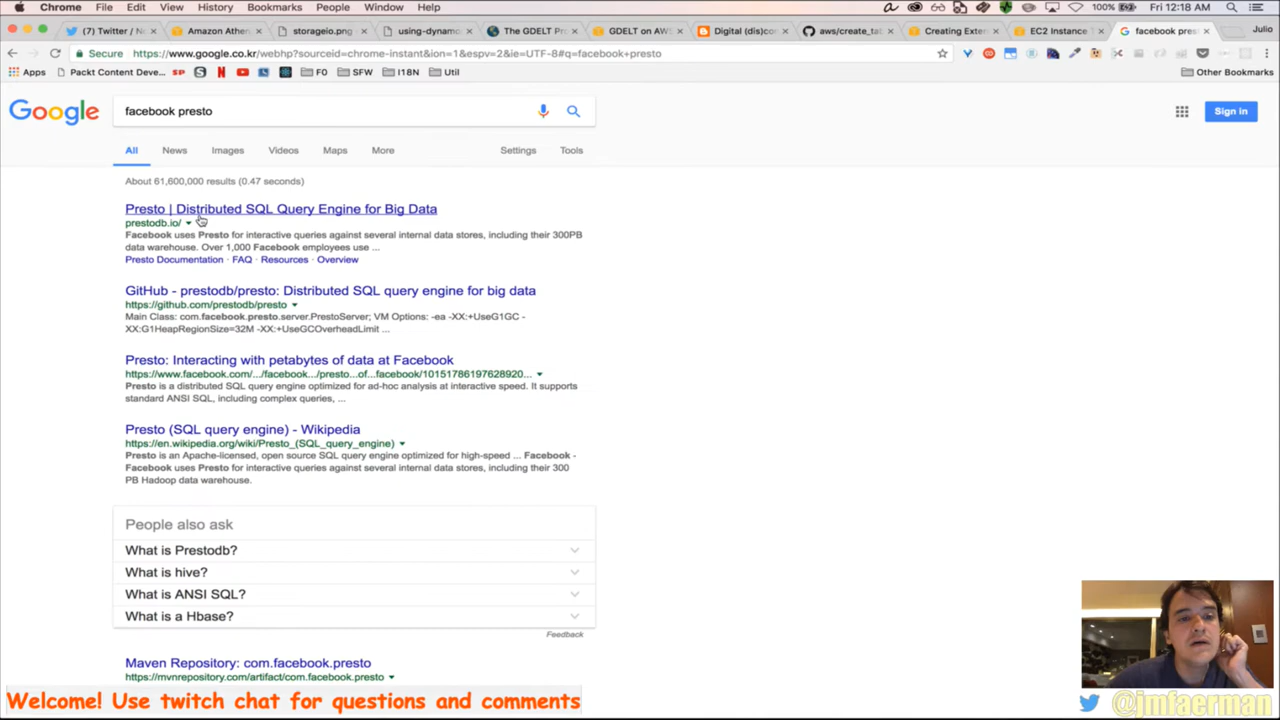 Chrome File Edit View History Bookmarks People Window Help 100% Fri 12:18 AM
(7) Twitter / No
Amazon Athen
storageio.png
using-dynamo
The GDELT Pro
GDELT on AWS
Digital (dis)con
aws/create_tab
Creating Exter
EC2 Instance T
facebook prest
Julio
Secure https://www.google.co.kr/webhp?sourceid=chrome-instant&ion=1&espv=2&ie=UTF-8#q=facebook+presto
Apps Packt Content Deve... F0 SFW I18N Util Other Bookmarks
Google
facebook presto
Sign in
All News Images Videos Maps More Settings Tools
About 61,600,000 results (0.47 seconds)
Presto | Distributed SQL Query Engine for Big Data
prestodb.io/
Facebook uses Presto for interactive queries against several internal data stores, including their 300PB
data warehouse. Over 1,000 Facebook employees use ...
Presto Documentation · FAQ · Resources · Overview
GitHub - prestodb/presto: Distributed SQL query engine for big data
https://github.com/prestodb/presto
Main Class: com.facebook.presto.server.PrestoServer; VM Options: -ea -XX:+UseG1GC -
XX:G1HeapRegionSize=32M -XX:+UseGCOverheadLimit ...
Presto: Interacting with petabytes of data at Facebook
https://www.facebook.com/.../facebook.../presto...of...facebook/10151786197628920...
Presto is a distributed SQL query engine optimized for ad-hoc analysis at interactive speed. It supports
standard ANSI SQL, including complex queries, ...
Presto (SQL query engine) - Wikipedia
https://en.wikipedia.org/wiki/Presto_(SQL_query_engine)
Presto is an Apache-licensed, open source SQL query engine optimized for high-speed ... Facebook -
Facebook uses Presto for interactive queries against several internal data stores, including their 300
PB Hadoop data warehouse.
People also ask
What is Prestodb?
What is hive?
What is ANSI SQL?
What is a Hbase?
Feedback
Maven Repository: com.facebook.presto
https://mvnrepository.com/artifact/com.facebook.presto
Welcome! Use twitch chat for questions and comments
@jmfaerman